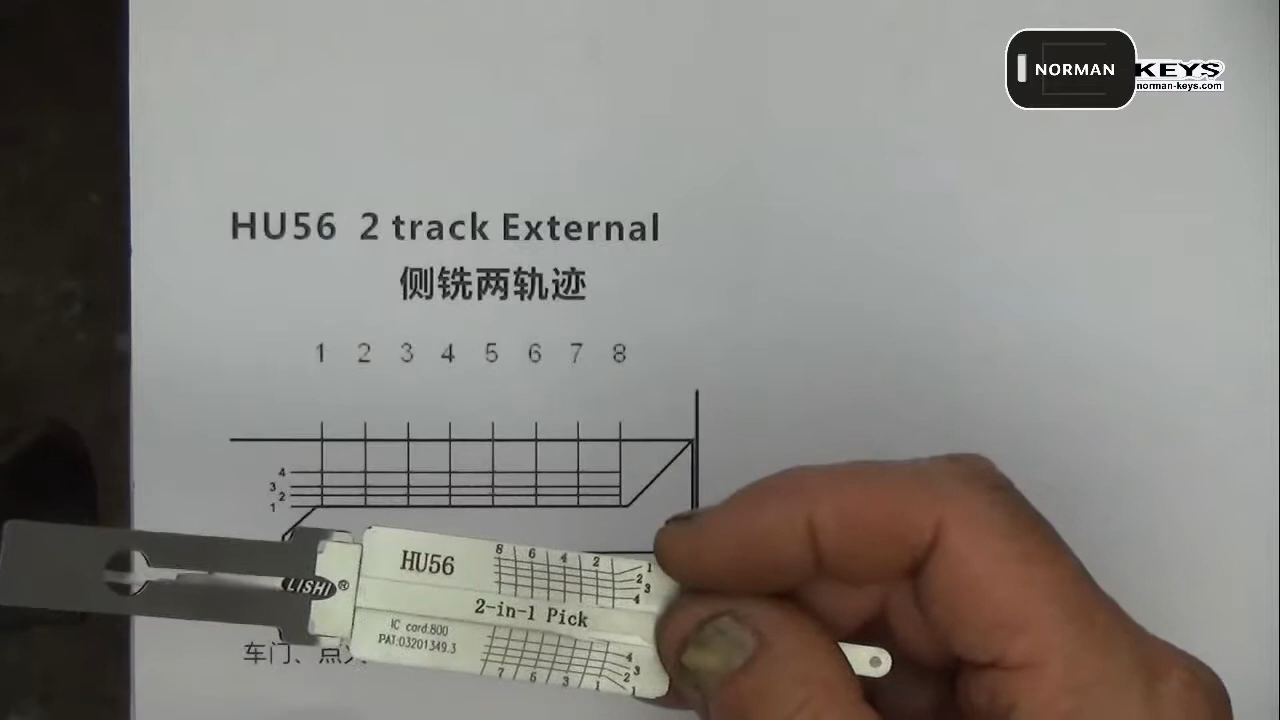 NORMAN KEYS
norman-keys.com
HU56 2 track External
侧铣两轨迹
1 2 3 4 5 6 7 8
4
3
2
1
HU56
8 6 4 2 1
2
3
4
LISHI®
2-in-1 Pick
IC card:800
PAT:03201349.3
4
3
2
7 5 3 1 1
车门、点火